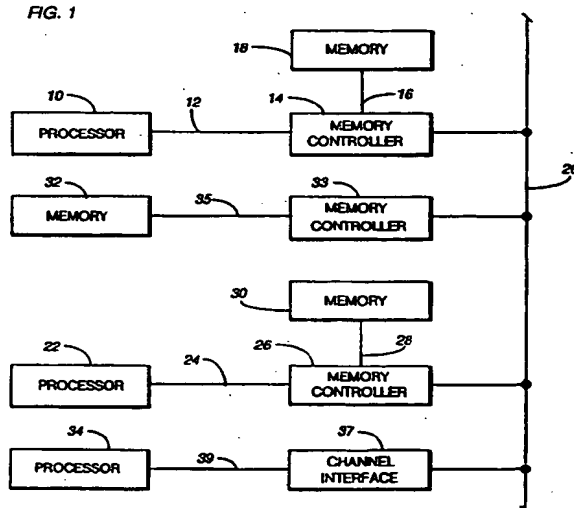 FIG. 1
18
MEMORY
10
12
14
16
PROCESSOR
MEMORY
CONTROLLER
20
32
35
33
MEMORY
MEMORY
CONTROLLER
30
MEMORY
22
24
26
28
PROCESSOR
MEMORY
CONTROLLER
34
39
37
PROCESSOR
CHANNEL
INTERFACE